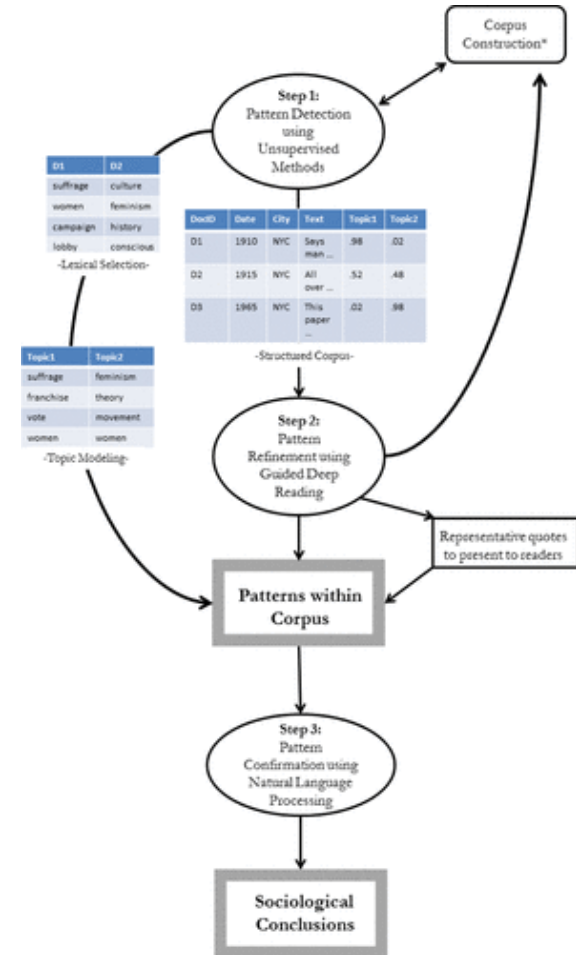 Corpus
Construction*
Step 1:
Pattern Detection
using
Unsupervised
Methods
D1 D2
suffrage culture
women feminism
campaign history
lobby conscious
-Lexical Selection-
DocID Date City Text Topic1 Topic2
D1 1910 NYC Says man ... .98 .02
D2 1915 NYC All over ... .52 .48
D3 1965 NYC This paper ... .02 .98
-Structured Corpus-
Topic1 Topic2
suffrage feminism
franchise theory
vote movement
women women
-Topic Modeling-
Step 2:
Pattern
Refinement using
Guided Deep
Reading
Representative quotes
to present to readers
Patterns within
Corpus
Step 3:
Pattern
Confirmation using
Natural Language
Processing
Sociological
Conclusions